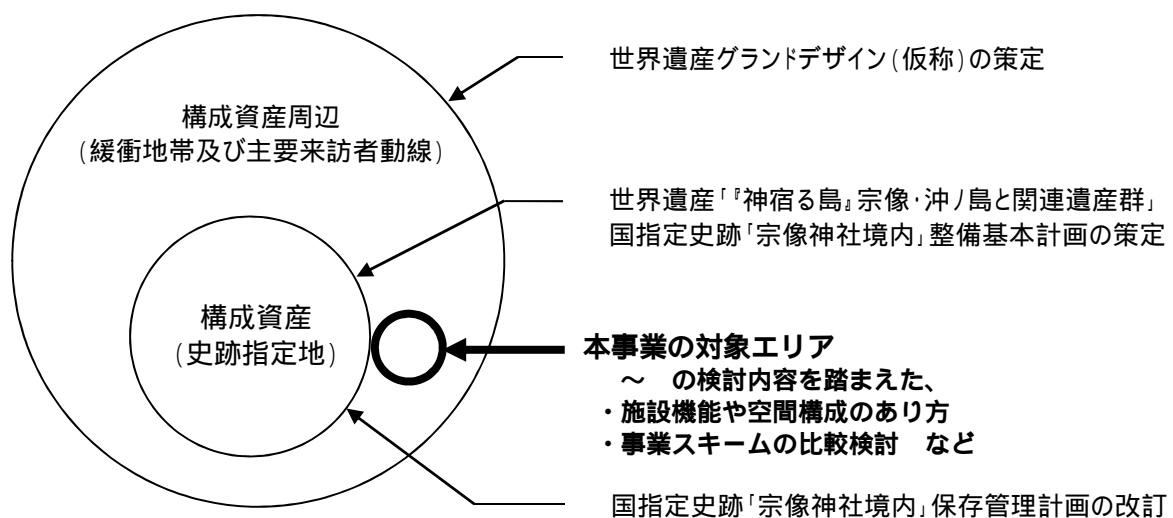 世界遺産グランドデザイン(仮称)の策定
構成資産周辺
(緩衝地帯及び主要来訪者動線)
世界遺産「『神宿る島』宗像・沖ノ島と関連遺産群」
国指定史跡「宗像神社境内」整備基本計画の策定
構成資産
(史跡指定地)
本事業の対象エリア
～　の検討内容を踏まえた、
・施設機能や空間構成のあり方
・事業スキームの比較検討　など
国指定史跡「宗像神社境内」保存管理計画の改訂